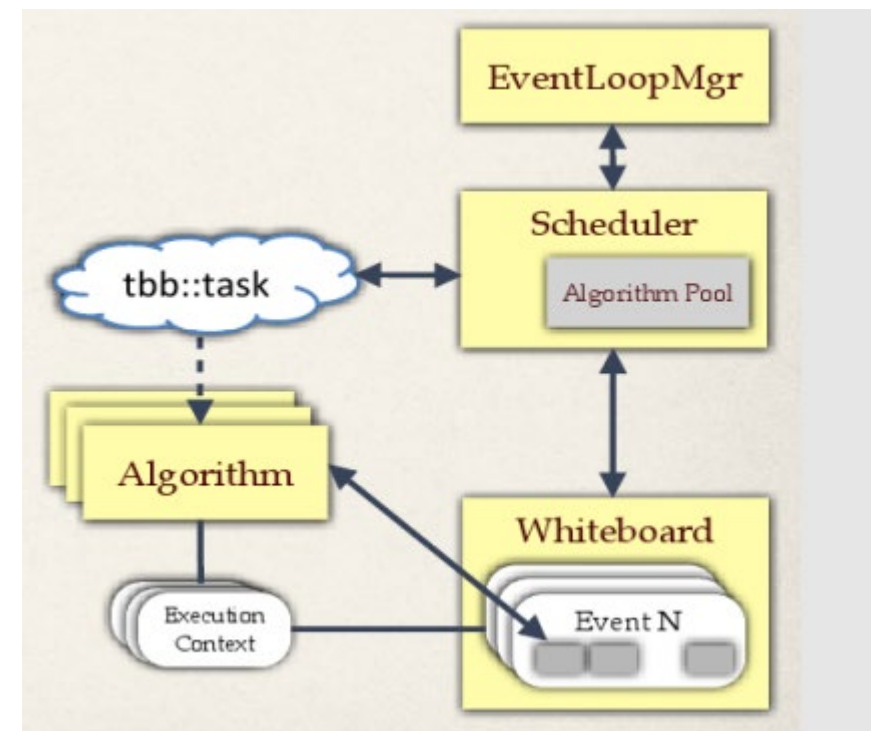 EventLoopMgr
Scheduler
Algorithm Pool
tbb::task
Algorithm
Whiteboard
Execution
Context
Event N